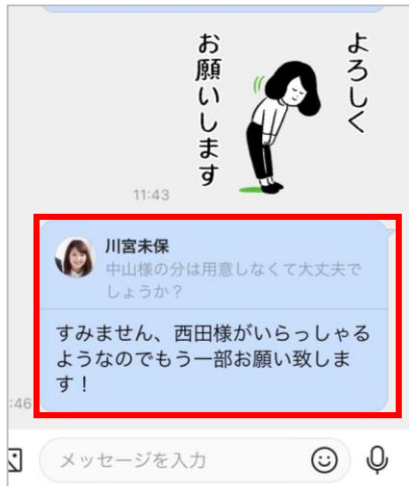 よろしく
お願いします
11:43
川宮未保
中山様の分は用意しなくて大丈夫で
しょうか？
すみません、西田様がいらっしゃる
ようなのでもう一部お願い致しま
す！
:46
メッセージを入力